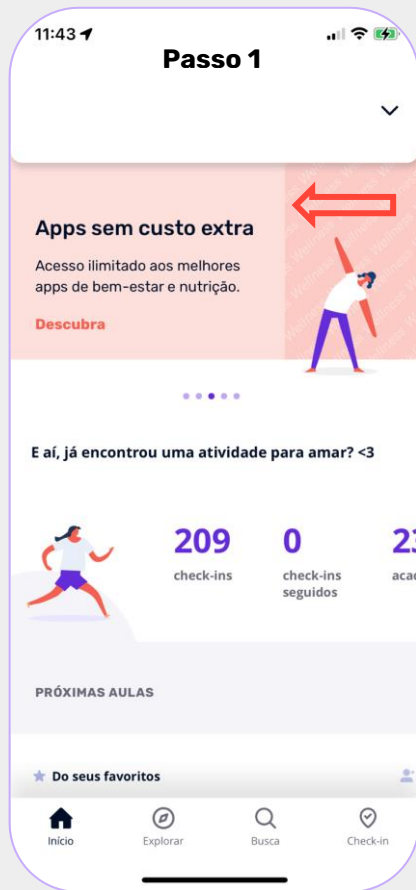 11:43
Passo 1
Apps sem custo extra
Acesso ilimitado aos melhores
apps de bem-estar e nutrição.
Descubra
E aí, já encontrou uma atividade para amar? <3
209
check-ins
0
check-ins
seguidos
PRÓXIMAS AULAS
Do seus favoritos
Início
Explorar
Busca
Check-in